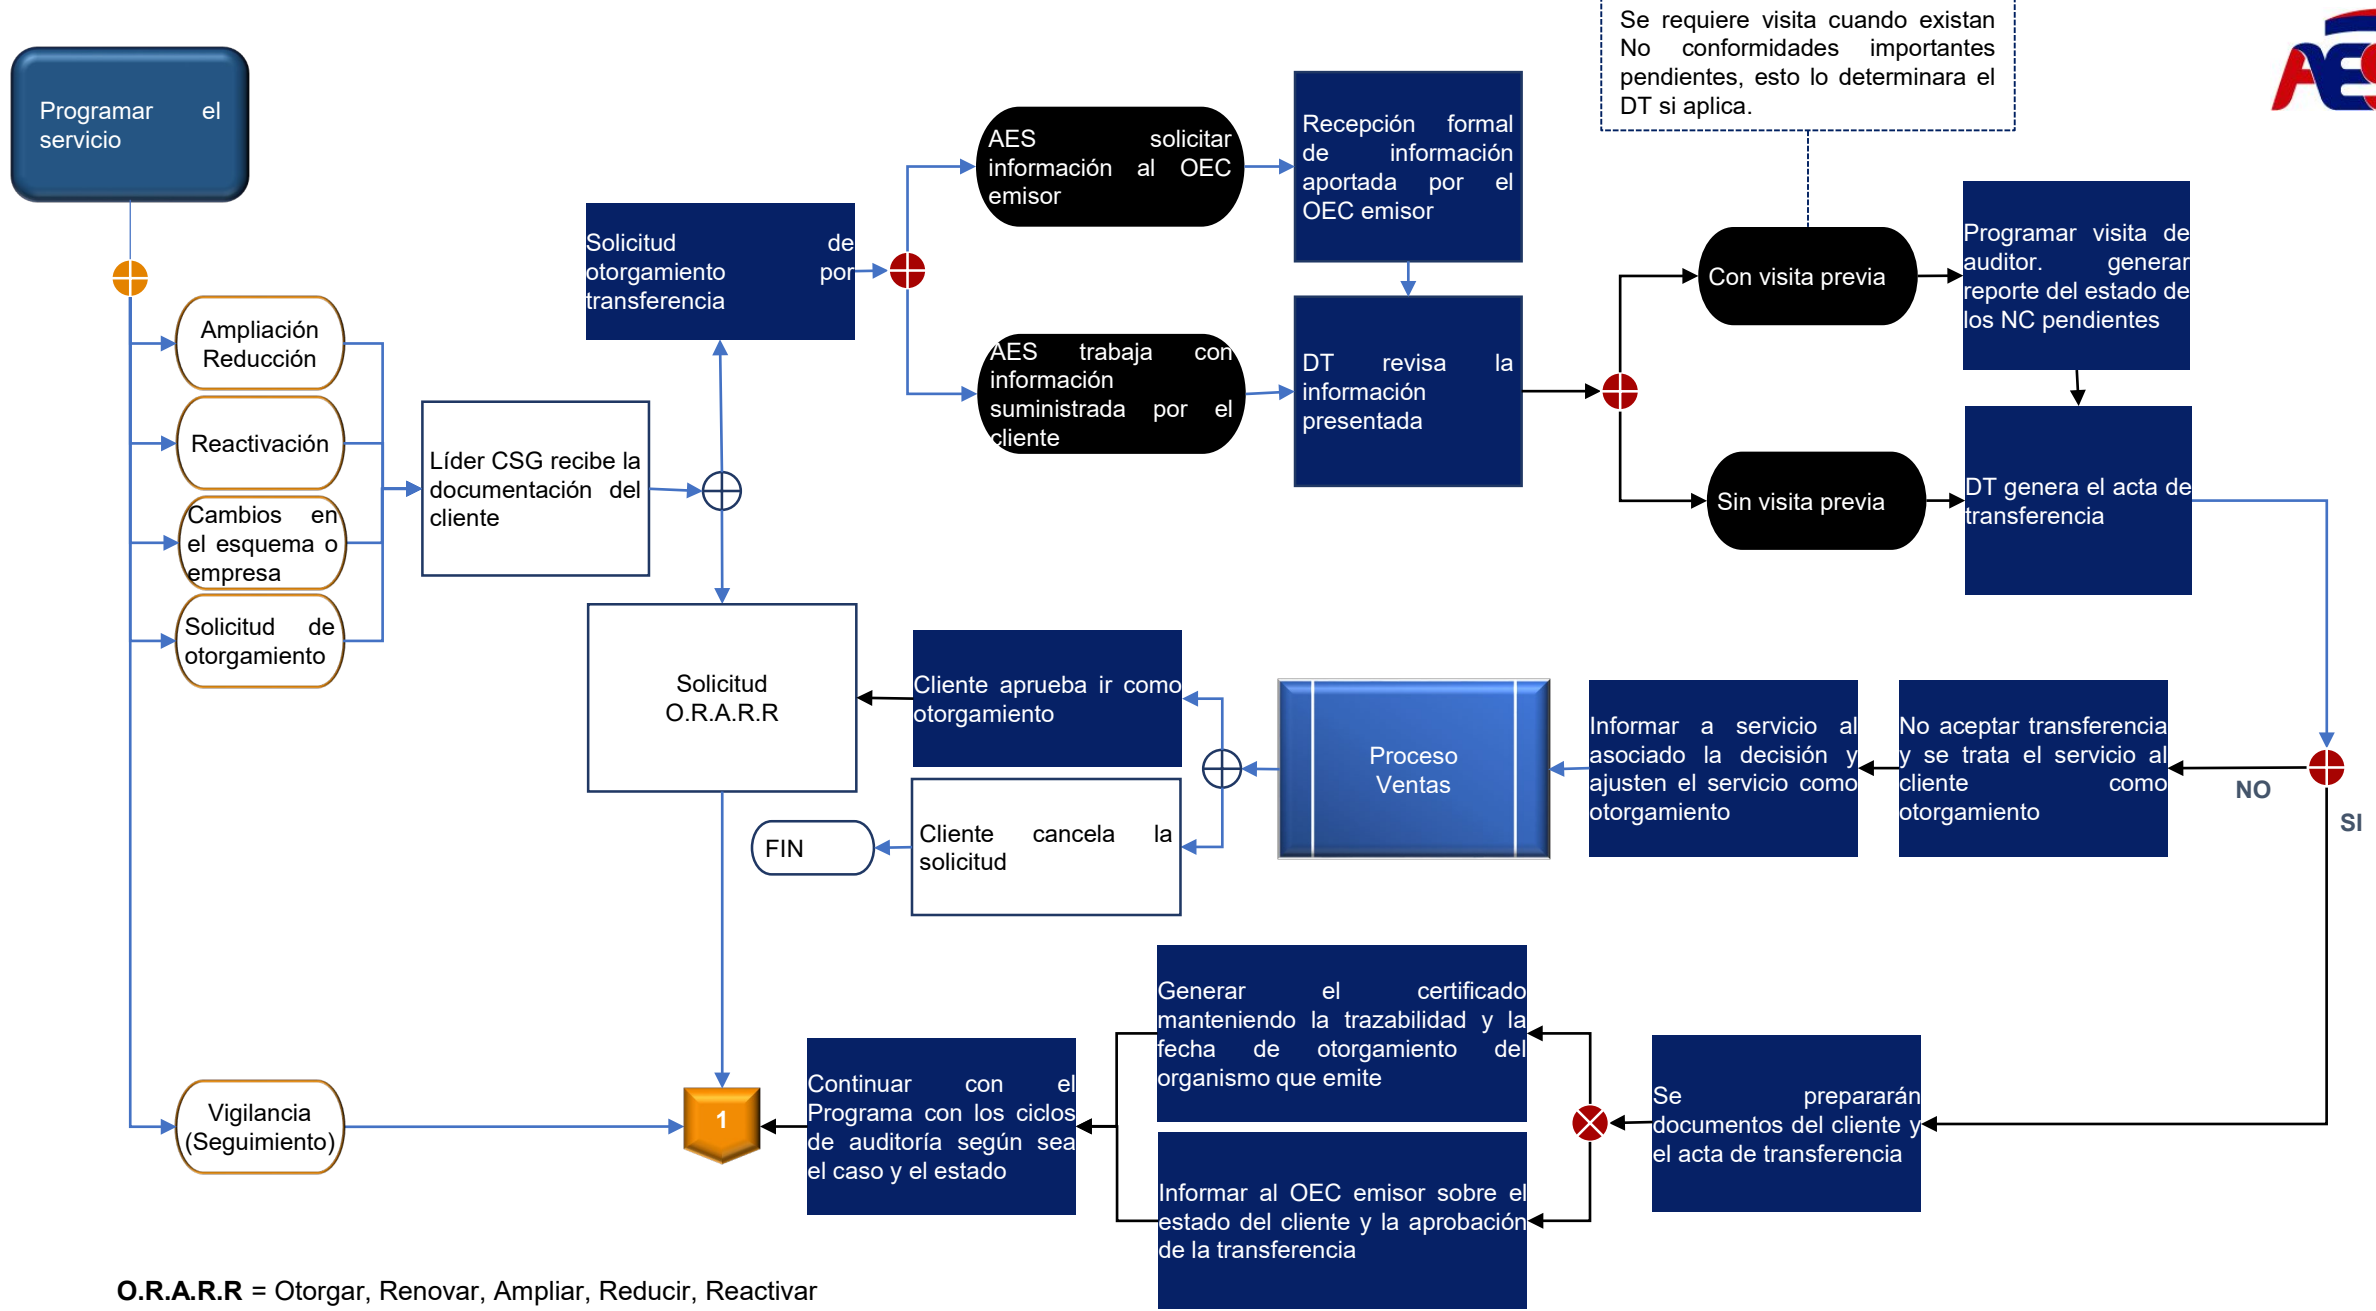 Se requiere visita cuando existan
No conformidades importantes
pendientes, esto lo determinara el
DT si aplica.
Programar el
servicio
AES solicitar
información al OEC
emisor
Recepción formal
de información
aportada por el
OEC emisor
Solicitud de
otorgamiento por
transferencia
Con visita previa
Programar visita de
auditor. generar
reporte del estado de
los NC pendientes
Ampliación
Reducción
AES trabaja con
información
suministrada por el
cliente
DT revisa la
información
presentada
Reactivación
Líder CSG recibe la
documentación del
cliente
Cambios en
el esquema o
empresa
Sin visita previa
DT genera el acta de
transferencia
Solicitud de
otorgamiento
Solicitud
O.R.A.R.R
Cliente aprueba ir como
otorgamiento
Proceso
Ventas
Informar a servicio al
asociado la decisión y
ajusten el servicio como
otorgamiento
No aceptar transferencia
y se trata el servicio al
cliente como
otorgamiento
NO
SI
FIN
Cliente cancela la
solicitud
Generar el certificado
manteniendo la trazabilidad y la
fecha de otorgamiento del
organismo que emite
Vigilancia
(Seguimiento)
1
Continuar con el
Programa con los ciclos
de auditoría según sea
el caso y el estado
Se prepararán
documentos del cliente y
el acta de transferencia
Informar al OEC emisor sobre el
estado del cliente y la aprobación
de la transferencia
O.R.A.R.R = Otorgar, Renovar, Ampliar, Reducir, Reactivar
AES